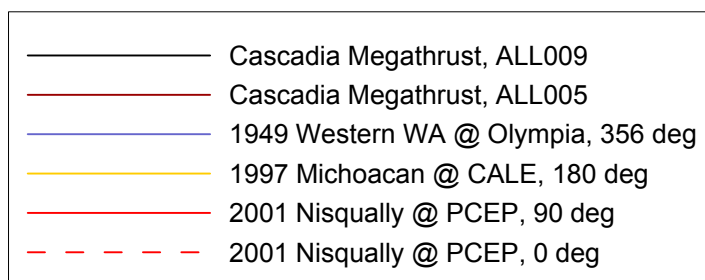 Cascadia Megathrust, ALL009
Cascadia Megathrust, ALL005
1949 Western WA @ Olympia, 356 deg
1997 Michoacan @ CALE, 180 deg
2001 Nisqually @ PCEP, 90 deg
2001 Nisqually @ PCEP, 0 deg